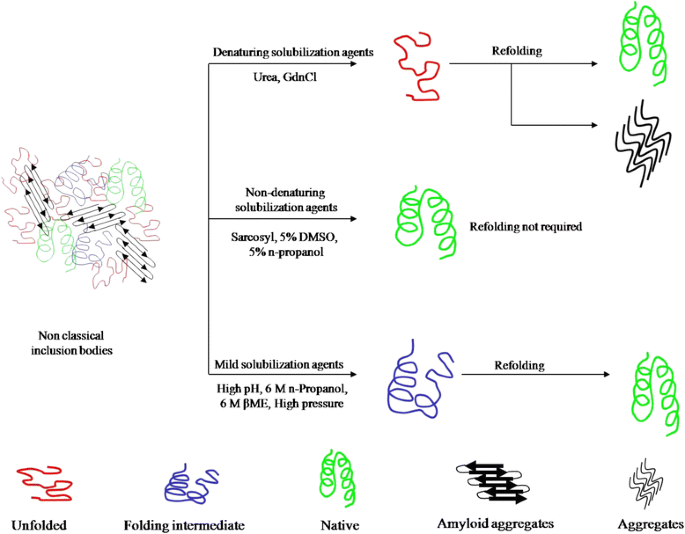 Denaturing solubilization agents
Urea, GdnCl
Refolding
Non-denaturing
solubilization agents
Sarcosyl, 5% DMSO,
5% n-propanol
Refolding not required
Non classical
inclusion bodies
Mild solubilization agents
High pH, 6 M n-Propanol,
6 M βME, High pressure
Refolding
Unfolded
Folding intermediate
Native
Amyloid aggregates
Aggregates